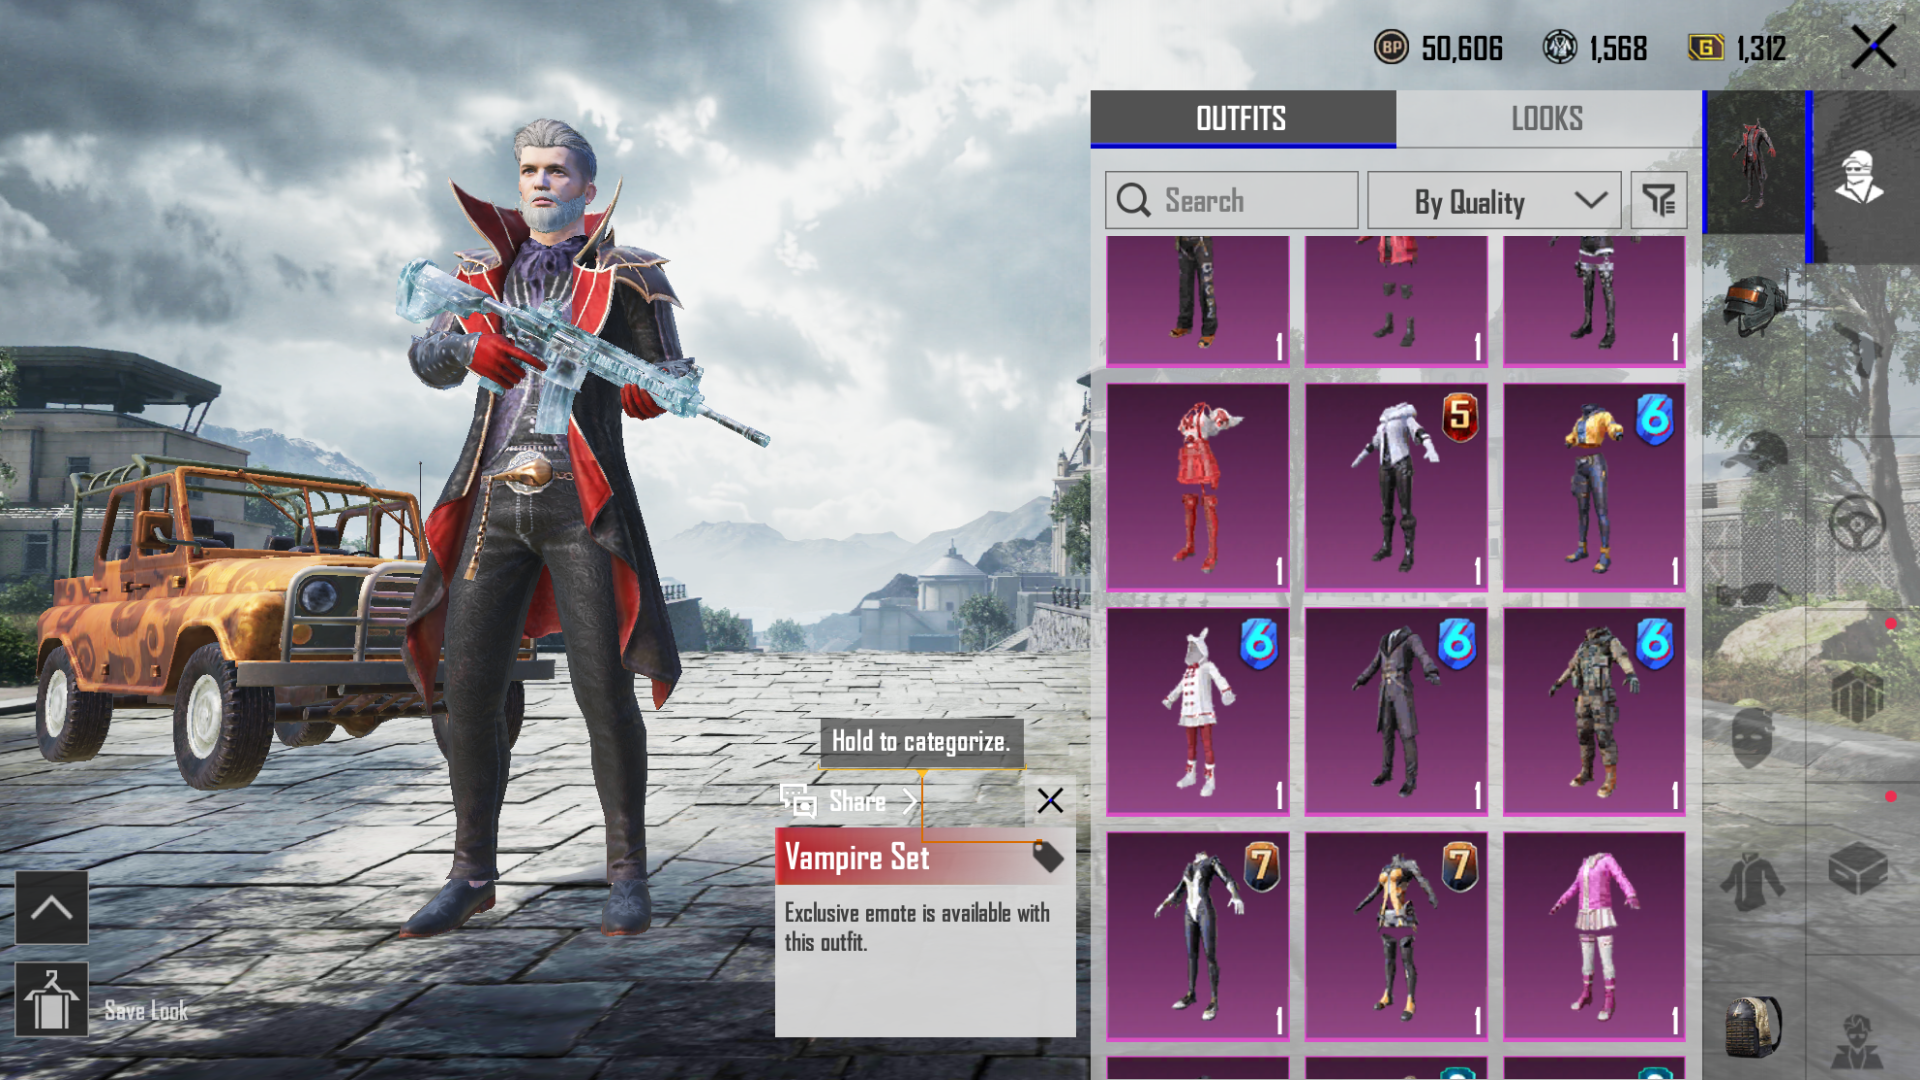 BP 50,606
1,568
G 1,312
OUTFITS
LOOKS
Search
By Quality
1
1
1
5
6
1
1
1
6
6
6
1
1
1
7
7
1
1
1
Hold to categorize.
Share
Vampire Set
Exclusive emote is available with
this outfit.
Save Look